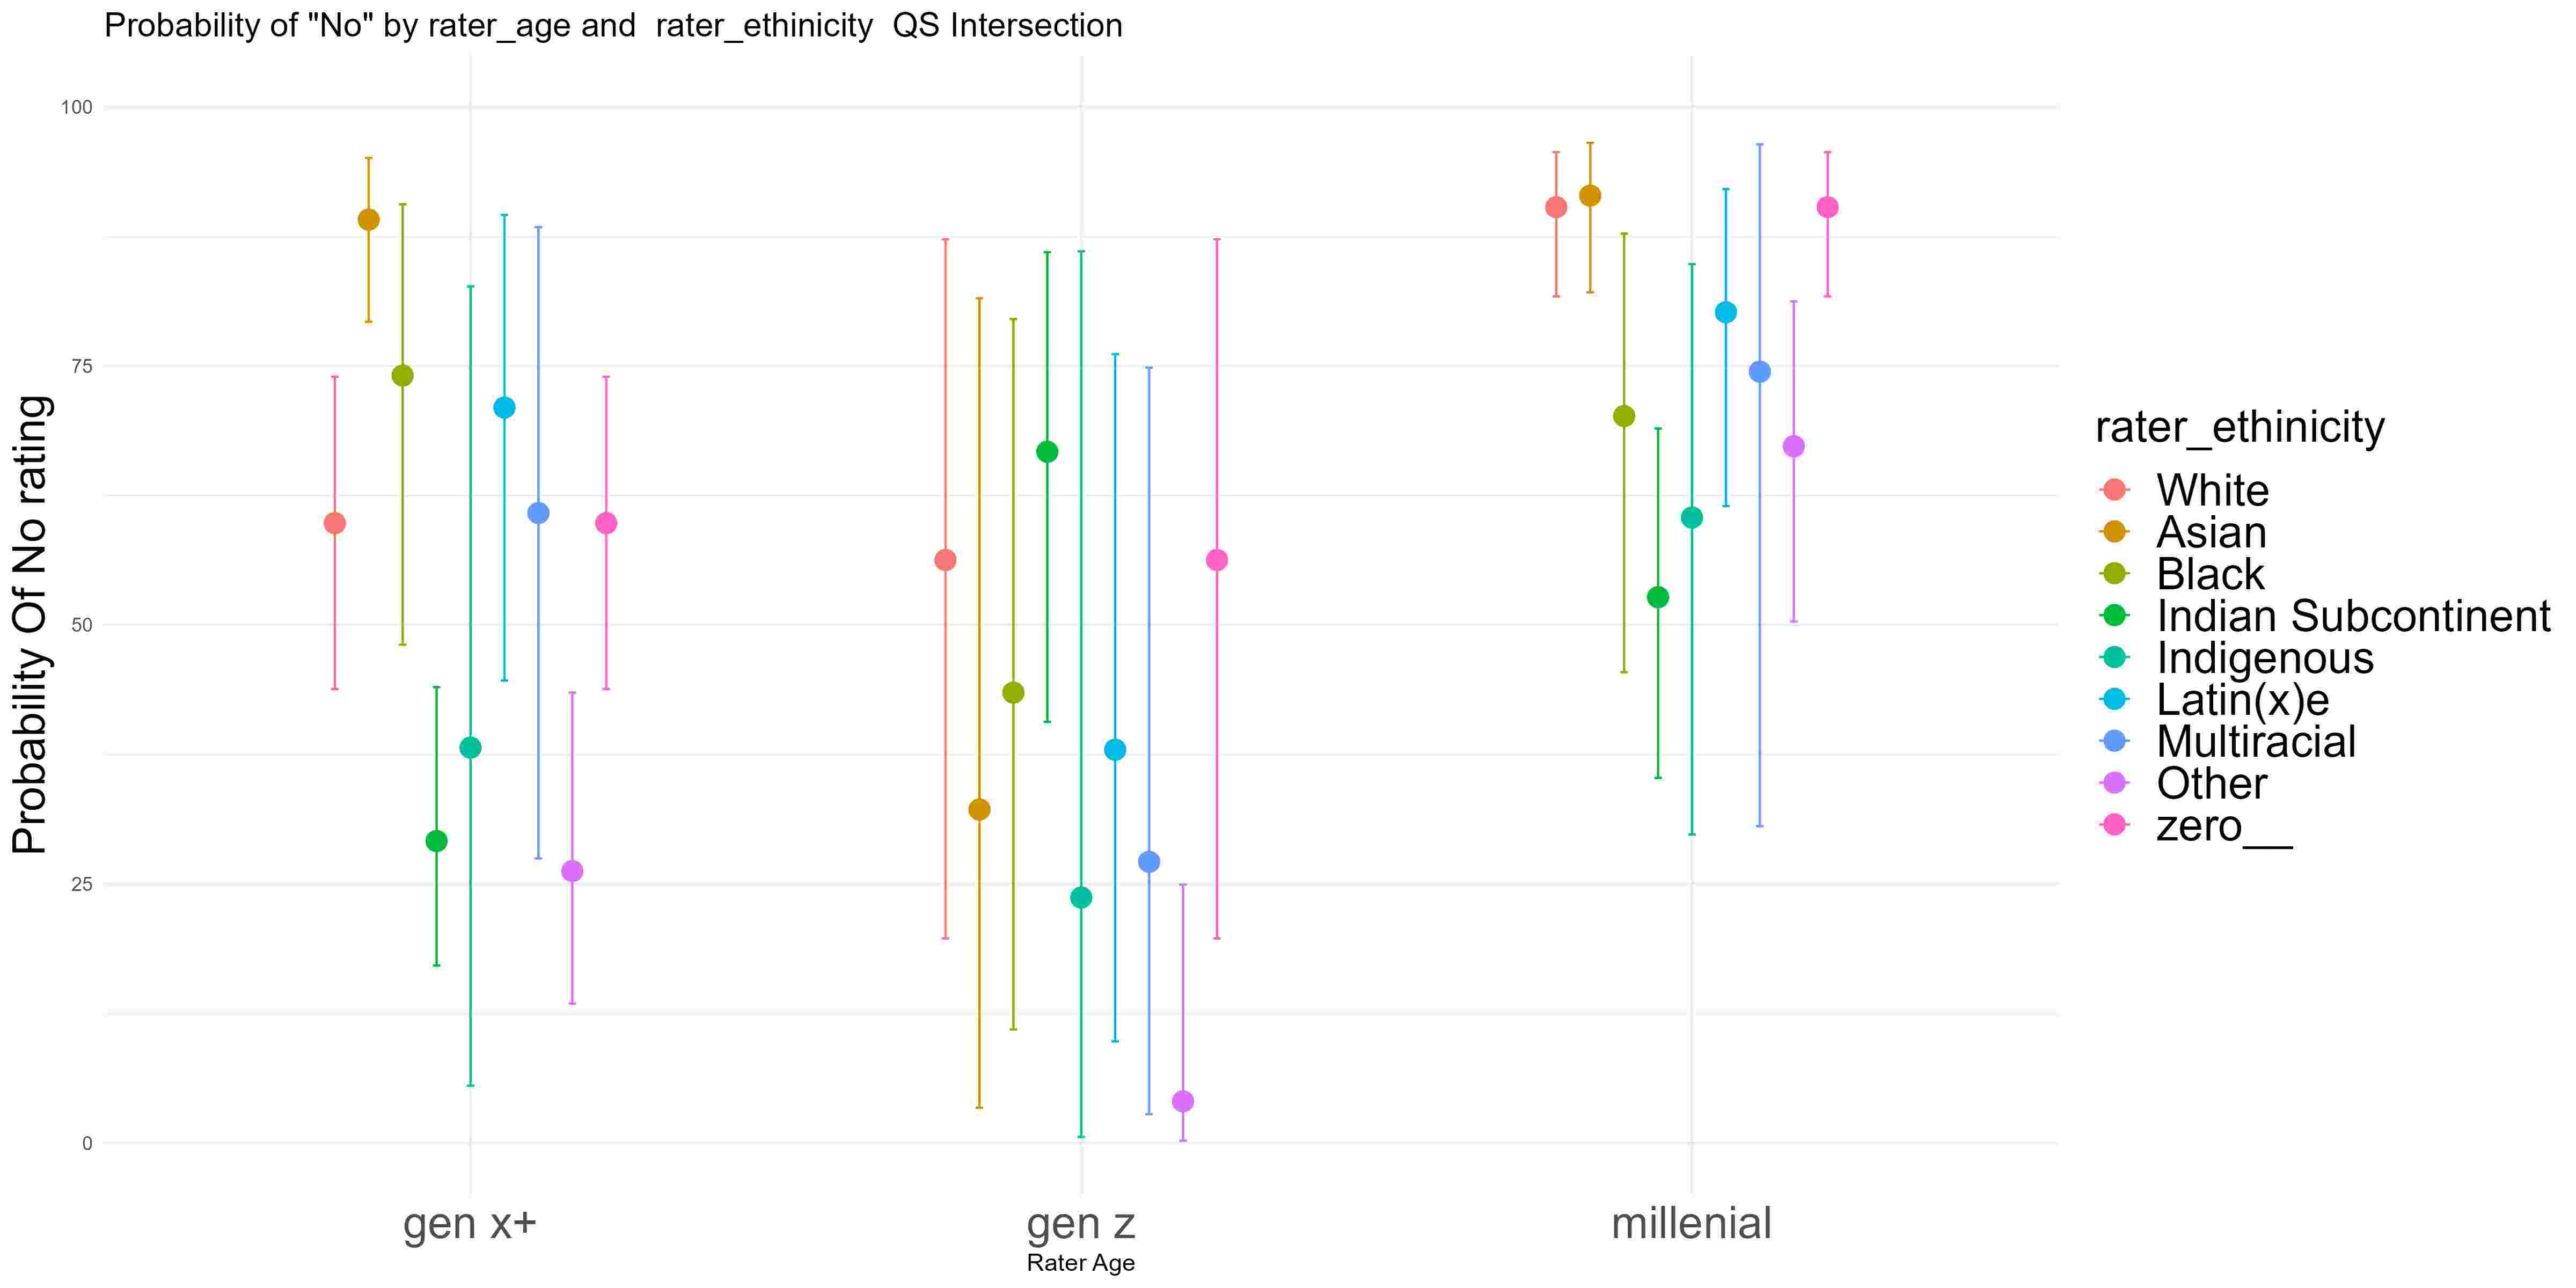 Probability of "No" by rater_age and  rater_ethinicity  QS Intersection
Probability Of No rating
100
75
50
25
0
gen x+
gen z
millenial
Rater Age
rater_ethinicity
White
Asian
Black
Indian Subcontinent
Indigenous
Latin(x)e
Multiracial
Other
zero__